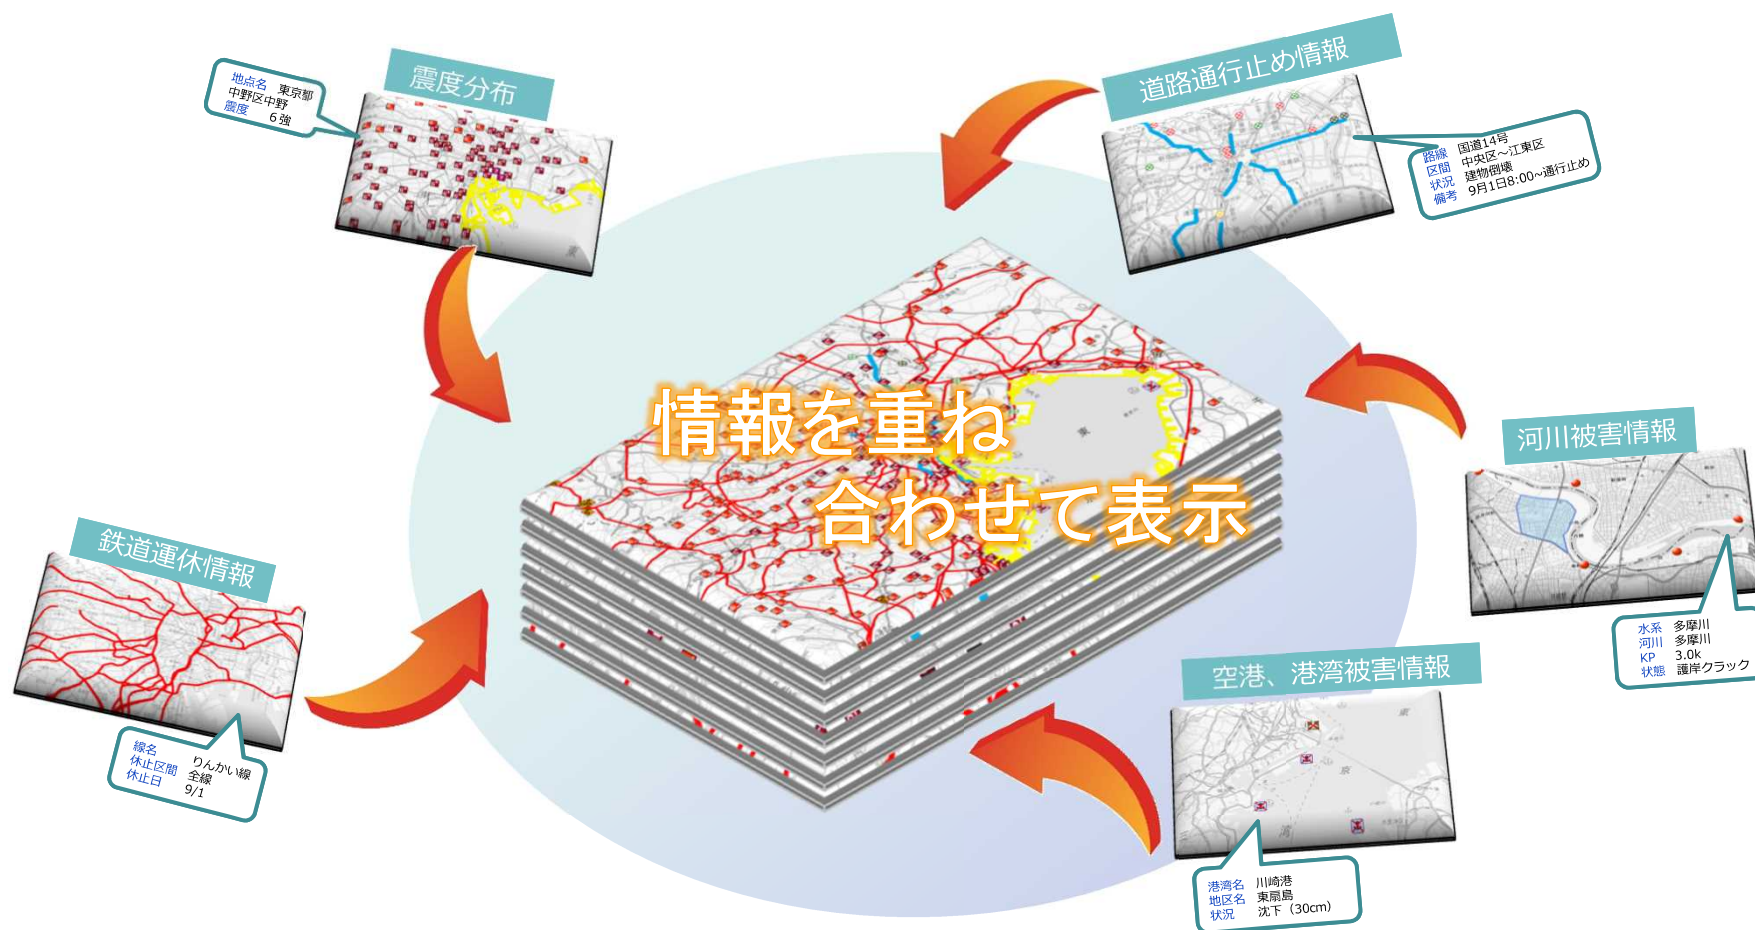 震度分布
地点名 東京都
中野区中野
震度 6強
道路通行止め情報
路線 国道14号
区間 中央区~江東区
状況 建物倒壊
備考 9月1日8:00~通行止め
情報を重ね
合わせて表示
河川被害情報
水系 多摩川
河川 多摩川
KP 3.0k
状態 護岸クラック
鉄道運休情報
線名 りんかい線
休止区間 全線
休止日 9/1
空港、港湾被害情報
東
京
湾
港湾名 川崎港
地区名 東扇島
状況 沈下(30cm)